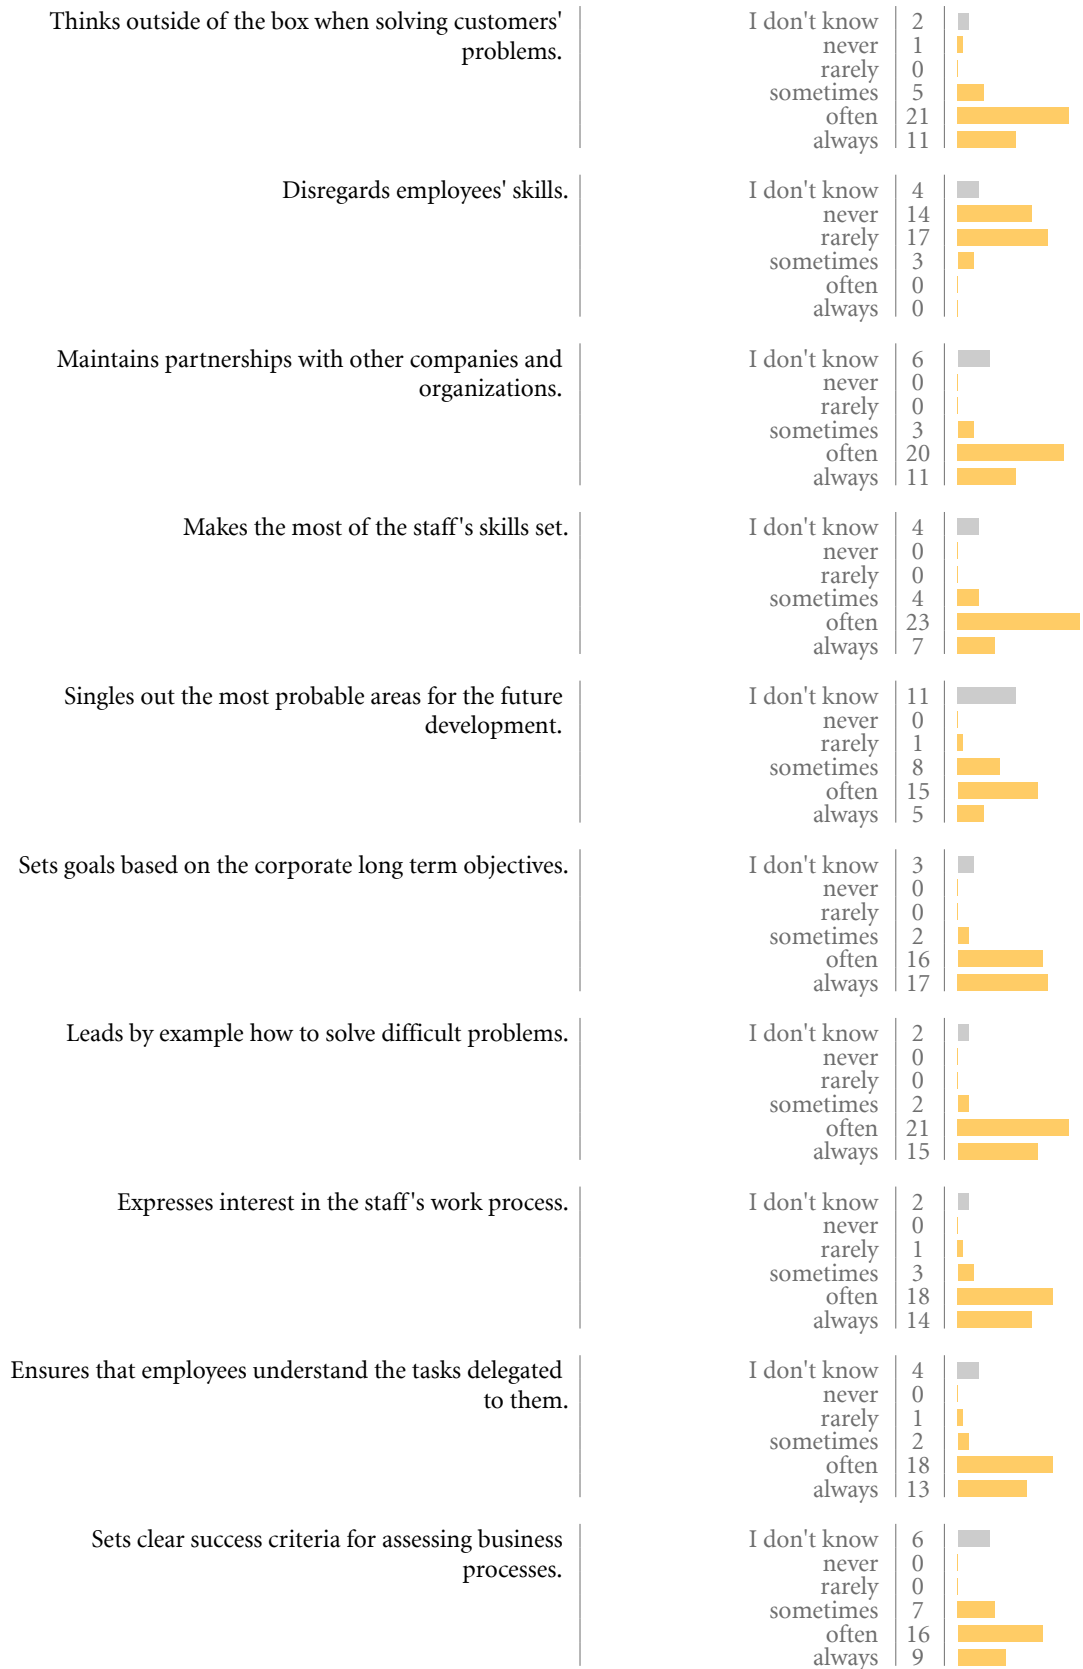 Thinks outside of the box when solving customers'
problems.
I don't know 2
never 1
rarely 0
sometimes 5
often 21
always 11
Disregards employees' skills.
I don't know 4
never 14
rarely 17
sometimes 3
often 0
always 0
Maintains partnerships with other companies and
organizations.
I don't know 6
never 0
rarely 0
sometimes 3
often 20
always 11
Makes the most of the staff's skills set.
I don't know 4
never 0
rarely 0
sometimes 4
often 23
always 7
Singles out the most probable areas for the future
development.
I don't know 11
never 0
rarely 1
sometimes 8
often 15
always 5
Sets goals based on the corporate long term objectives.
I don't know 3
never 0
rarely 0
sometimes 2
often 16
always 17
Leads by example how to solve difficult problems.
I don't know 2
never 0
rarely 0
sometimes 2
often 21
always 15
Expresses interest in the staff's work process.
I don't know 2
never 0
rarely 1
sometimes 3
often 18
always 14
Ensures that employees understand the tasks delegated
to them.
I don't know 4
never 0
rarely 1
sometimes 2
often 18
always 13
Sets clear success criteria for assessing business
processes.
I don't know 6
never 0
rarely 0
sometimes 7
often 16
always 9